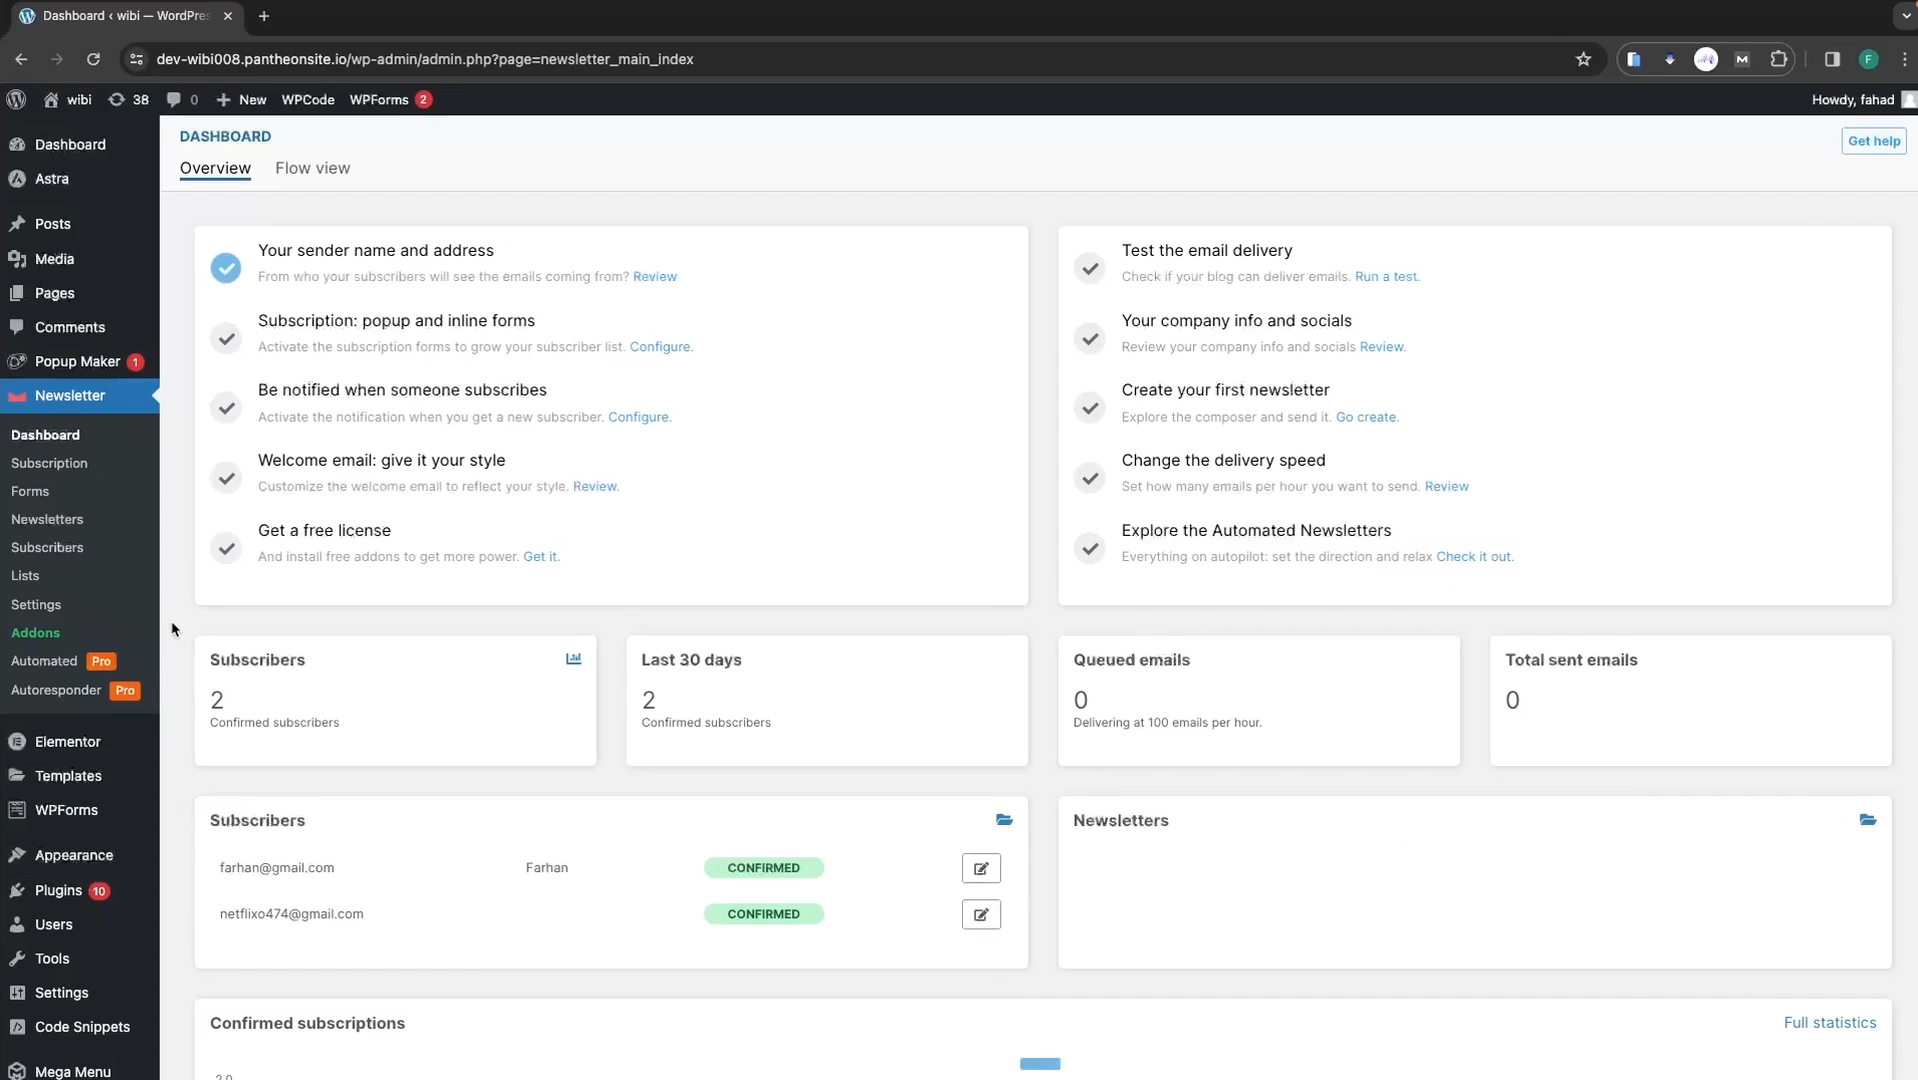 Dashboard ‹ wibi — WordPres
dev-wibi008.pantheonsite.io/wp-admin/admin.php?page=newsletter_main_index
F
wibi 38 0 New WPCode WPForms 2
Howdy, fahad
Dashboard
Astra
Posts
Media
Pages
Comments
Popup Maker 1
Newsletter
Dashboard
Subscription
Forms
Newsletters
Subscribers
Lists
Settings
Addons
Automated Pro
Autoresponder Pro
Elementor
Templates
WPForms
Appearance
Plugins 10
Users
Tools
Settings
Code Snippets
Mega Menu
DASHBOARD
Get help
Overview Flow view
Your sender name and address
From who your subscribers will see the emails coming from? Review
Subscription: popup and inline forms
Activate the subscription forms to grow your subscriber list. Configure.
Be notified when someone subscribes
Activate the notification when you get a new subscriber. Configure.
Welcome email: give it your style
Customize the welcome email to reflect your style. Review.
Get a free license
And install free addons to get more power. Get it.
Test the email delivery
Check if your blog can deliver emails. Run a test.
Your company info and socials
Review your company info and socials Review.
Create your first newsletter
Explore the composer and send it. Go create.
Change the delivery speed
Set how many emails per hour you want to send. Review
Explore the Automated Newsletters
Everything on autopilot: set the direction and relax Check it out.
Subscribers
2
Confirmed subscribers
Last 30 days
2
Confirmed subscribers
Queued emails
0
Delivering at 100 emails per hour.
Total sent emails
0
Subscribers
farhan@gmail.com Farhan CONFIRMED
netflixo474@gmail.com CONFIRMED
Newsletters
Confirmed subscriptions
Full statistics
2.0